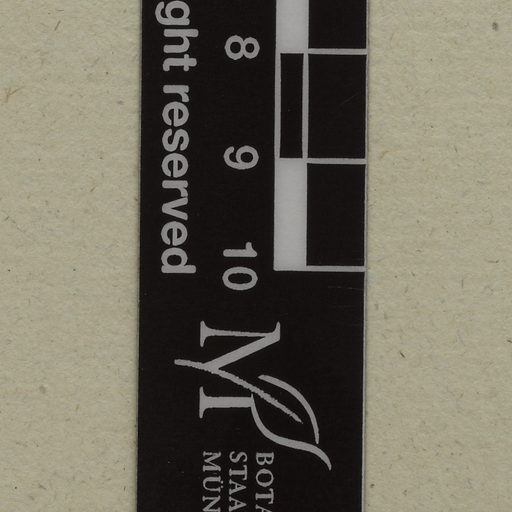 8 9 10
ght reserved
M
BOTA
STAA
MÜN